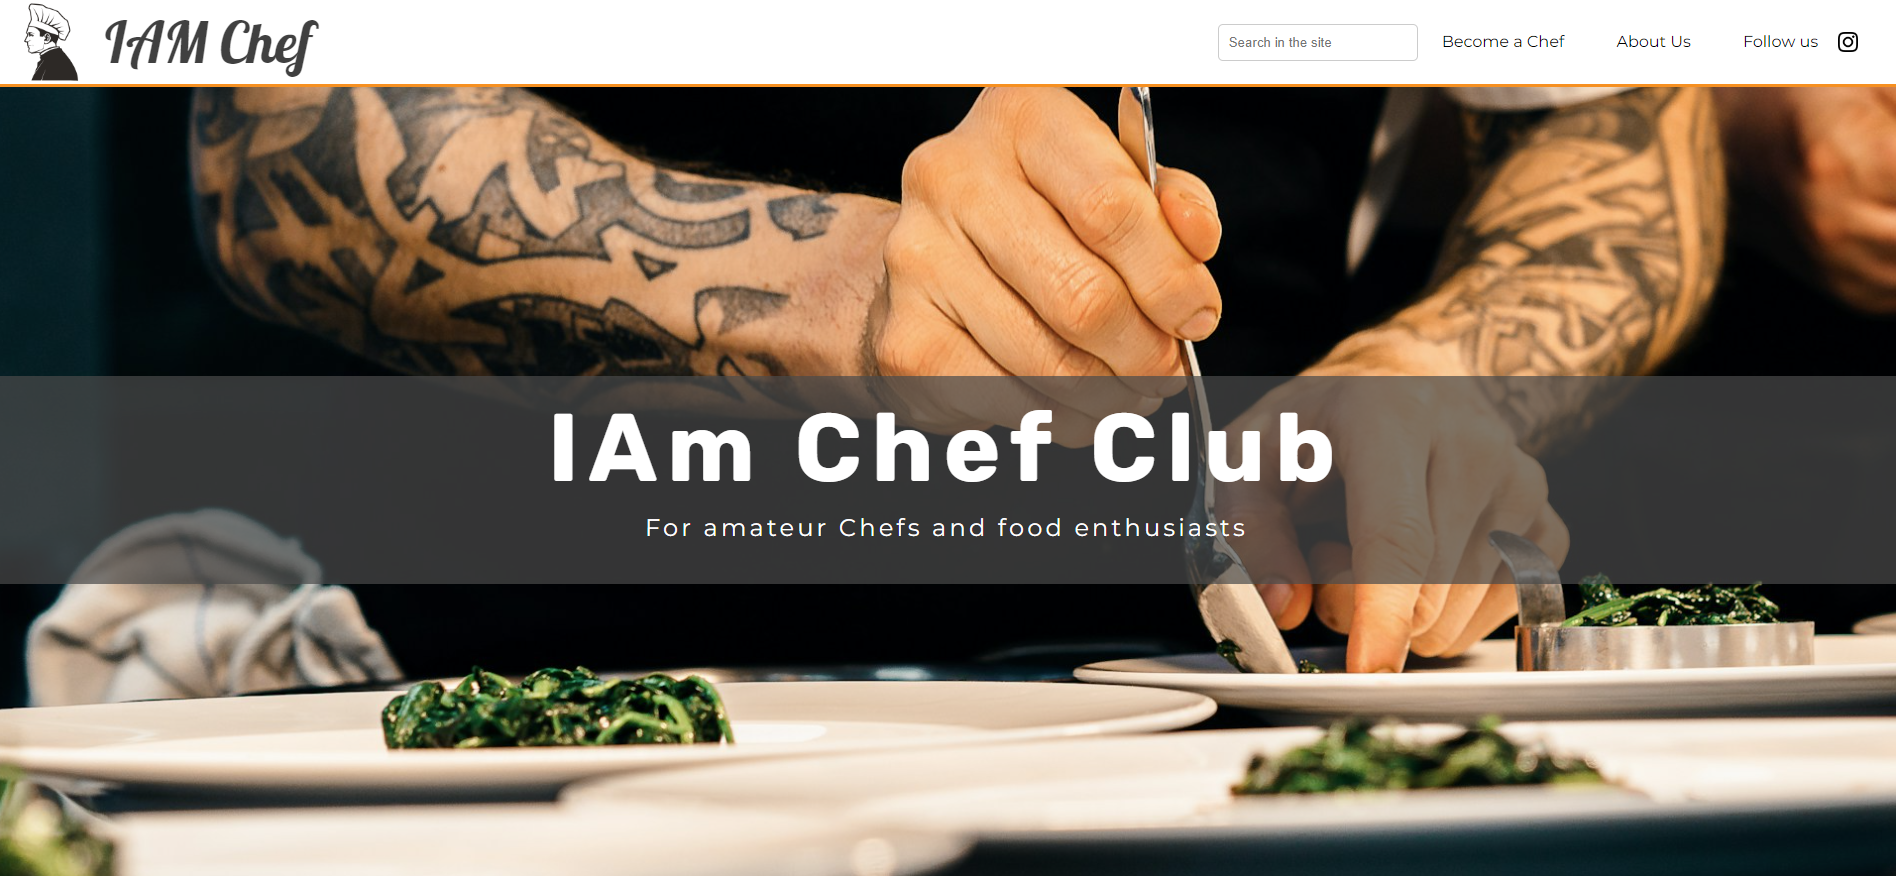 IAM Chef
Search in the site
Become a Chef
About Us
Follow us
IAm Chef Club
For amateur Chefs and food enthusiasts